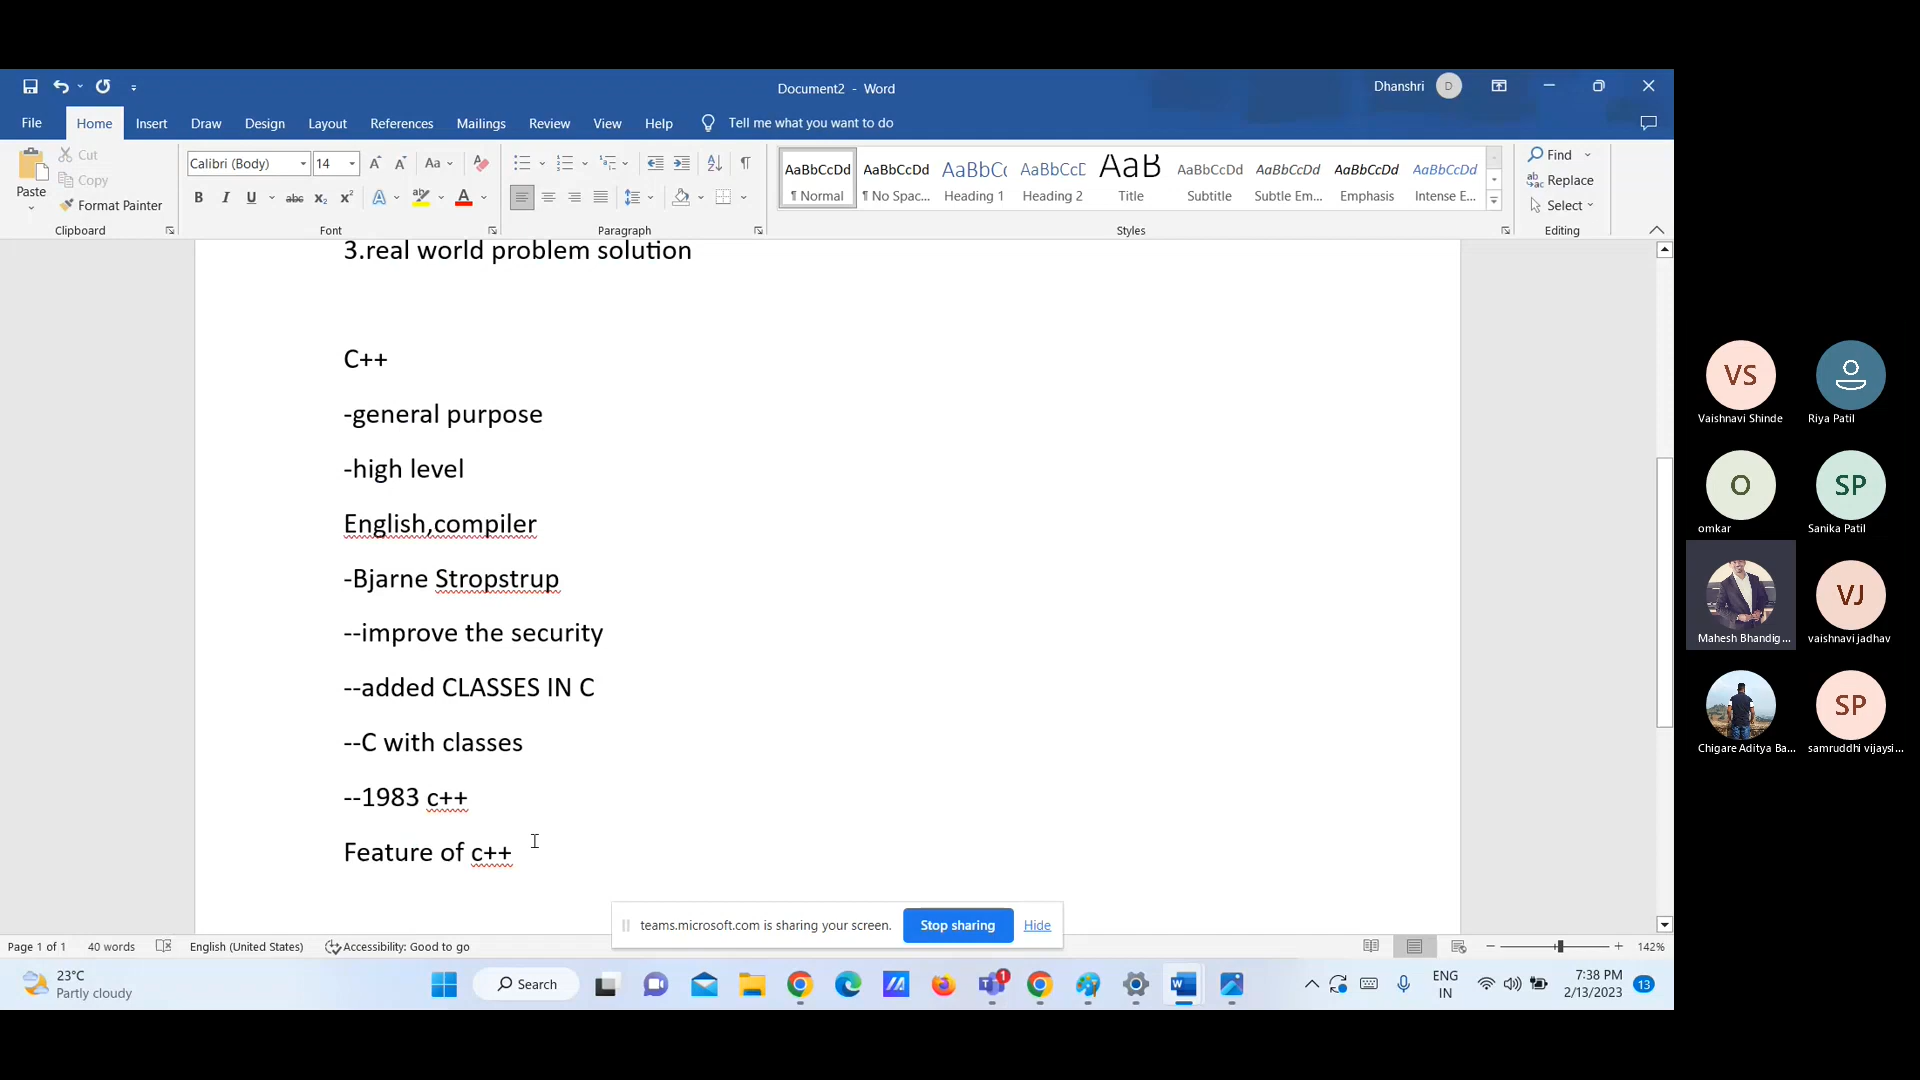 Document2 - Word
Dhanshri
D
File
Home
Insert
Draw
Design
Layout
References
Mailings
Review
View
Help
Tell me what you want to do
Paste
Cut
Copy
Format Painter
Clipboard
Calibri (Body)
14
Font
Paragraph
AaBbCcDd
¶ Normal
AaBbCcDd
¶ No Spac...
AaBbCc
Heading 1
AaBbCcD
Heading 2
AaB
Title
AaBbCcDd
Subtitle
AaBbCcDd
Subtle Em...
AaBbCcDd
Emphasis
AaBbCcDd
Intense E...
Styles
Find
Replace
Select
Editing
3.real world problem solution
C++
-general purpose
-high level
English,compiler
-Bjarne Stropstrup
--improve the security
--added CLASSES IN C
--C with classes
--1983 c++
Feature of c++
teams.microsoft.com is sharing your screen.
Stop sharing
Hide
Page 1 of 1
40 words
English (United States)
Accessibility: Good to go
142%
23°C
Partly cloudy
Search
1
ENG
IN
7:38 PM
2/13/2023
13
VS
Vaishnavi Shinde
Riya Patil
O
omkar
SP
Sanika Patil
Mahesh Bhandig...
VJ
vaishnavi jadhav
Chigare Aditya Ba...
SP
samruddhi vijaysi...